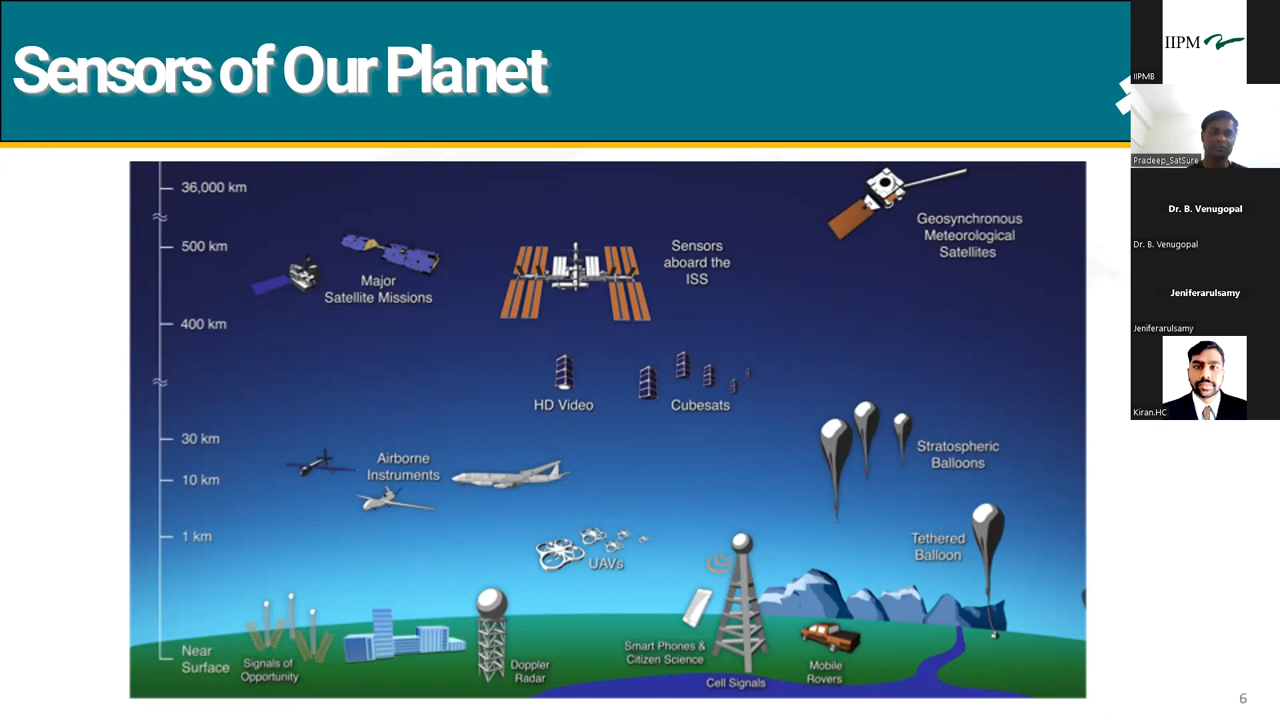 Sensors of Our Planet
36,000 km
500 km
400 km
30 km
10 km
1 km
Near
Surface
Major
Satellite Missions
Sensors
aboard the
ISS
Geosynchronous
Meteorological
Satellites
HD Video
Cubesats
Airborne
Instruments
Stratospheric
Balloons
UAVs
Tethered
Balloon
Signals of
Opportunity
Doppler
Radar
Smart Phones &
Citizen Science
Cell Signals
Mobile
Rovers
6
IIPM
IIPMB
Pradeep_SatSure
Dr. B. Venugopal
Dr. B. Venugopal
Jeniferarulsamy
Jeniferarulsamy
Kiran.HC